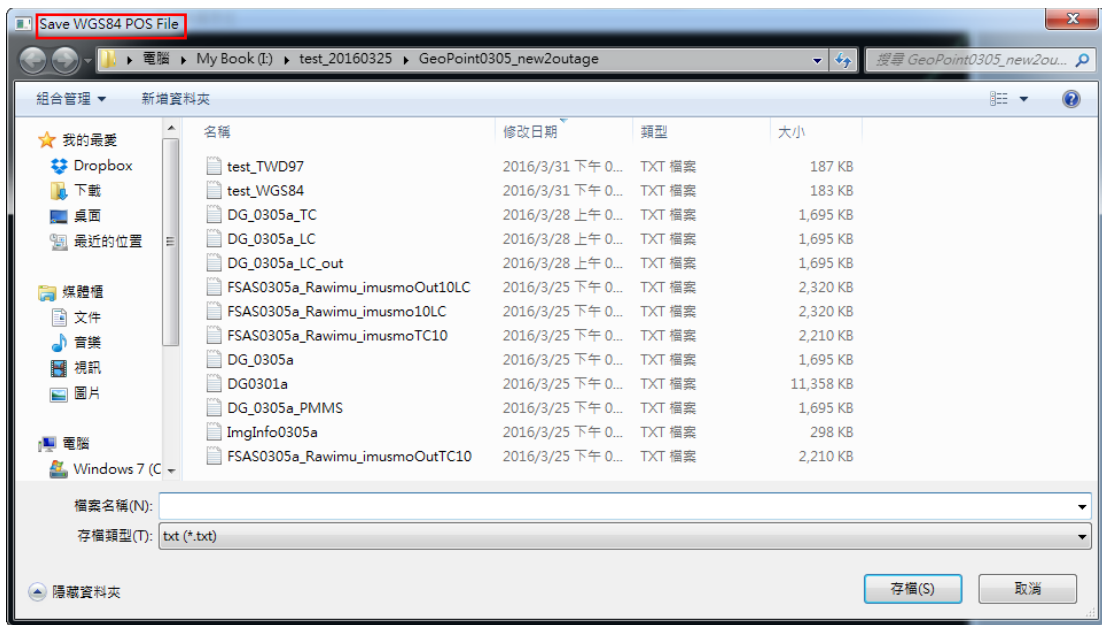 Save WGS84 POS File
電腦 ▸ My Book (I:) ▸ test_20160325 ▸ GeoPoint0305_new2outage
搜尋 GeoPoint0305_new2ou...
組合管理 ▼ 新增資料夾
我的最愛
Dropbox
下載
桌面
最近的位置
媒體櫃
文件
音樂
視訊
圖片
電腦
Windows 7 (C
名稱 修改日期 類型 大小
test_TWD97 2016/3/31 下午 0... TXT 檔案 187 KB
test_WGS84 2016/3/31 下午 0... TXT 檔案 183 KB
DG_0305a_TC 2016/3/28 上午 0... TXT 檔案 1,695 KB
DG_0305a_LC 2016/3/28 上午 0... TXT 檔案 1,695 KB
DG_0305a_LC_out 2016/3/28 上午 0... TXT 檔案 1,695 KB
FSAS0305a_Rawimu_imusmoOut10LC 2016/3/25 下午 0... TXT 檔案 2,320 KB
FSAS0305a_Rawimu_imusmo10LC 2016/3/25 下午 0... TXT 檔案 2,320 KB
FSAS0305a_Rawimu_imusmoTC10 2016/3/25 下午 0... TXT 檔案 2,210 KB
DG_0305a 2016/3/25 下午 0... TXT 檔案 1,695 KB
DG0301a 2016/3/25 下午 0... TXT 檔案 11,358 KB
DG_0305a_PMMS 2016/3/25 下午 0... TXT 檔案 1,695 KB
ImgInfo0305a 2016/3/25 下午 0... TXT 檔案 298 KB
FSAS0305a_Rawimu_imusmoOutTC10 2016/3/25 下午 0... TXT 檔案 2,210 KB
檔案名稱(N):
存檔類型(T): txt (*.txt)
隱藏資料夾
存檔(S) 取消